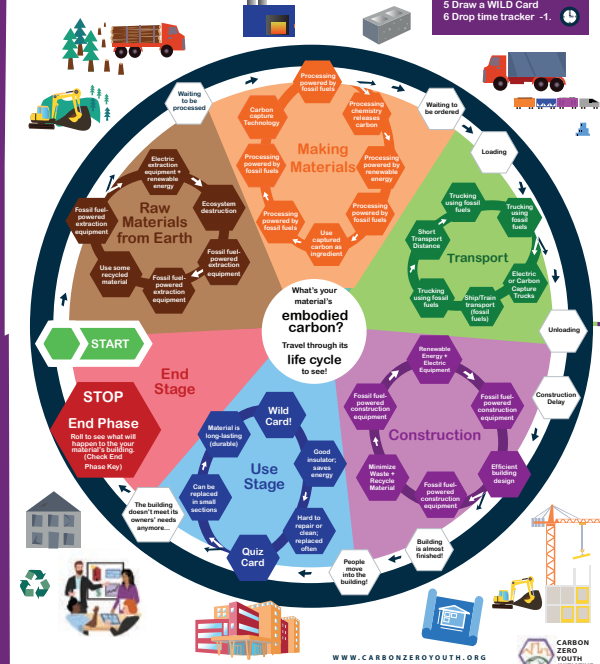 5 Draw a WILD Card
6 Drop time tracker -1.
Waiting
to be
processed
Processing
powered by
fossil fuels
Carbon
capture
Technology
Processing
chemistry
releases
carbon
Waiting to
be ordered
Making
Materials
Loading
Electric
extraction
equipment +
renewable
energy
Processing
powered by
fossil fuels
Processing
powered by
renewable
energy
Ecosystem
destruction
Fossil fuel-
powered
extraction
equipment
Raw
Materials
from Earth
Processing
powered by
fossil fuels
Processing
powered by
fossil fuels
Use
captured
carbon as
ingredient
Trucking
using fossil
fuels
Trucking
using
fossil
fuels
Short
Transport
Distance
Transport
Fossil fuel-
powered
extraction
equipment
Use some
recycled
material
Fossil fuel-
powered
extraction
equipment
Electric
or Carbon
Capture
Trucks
Trucking
using fossil
fuels
Ship/Train
transport
(fossil
fuels)
What's your
material's
embodied
carbon?
Travel through its
life cycle
to see!
Unloading
START
Renewable
Energy +
Electric
Equipment
End
Stage
STOP
End Phase
Roll to see what will
happen to the your
material's building.
(Check End
Phase Key)
Fossil fuel-
powered
construction
equipment
Fossil fuel-
powered
construction
equipment
Construction
Delay
Construction
Wild
Card!
Material is
long-lasting
(durable)
Good
insulator;
saves
energy
Use
Stage
Minimize
Waste +
Recycle
Material
Efficient
building
design
Fossil fuel-
powered
construction
equipment
Can be
replaced
in small
sections
The building
doesn't meet its
owners' needs
anymore...
Hard to
repair or
clean;
replaced
often
Quiz
Card
Building
is almost
finished!
People
move
into the
building!
WWW.CARBONZEROYOUTH.ORG
CARBON
ZERO
YOUTH